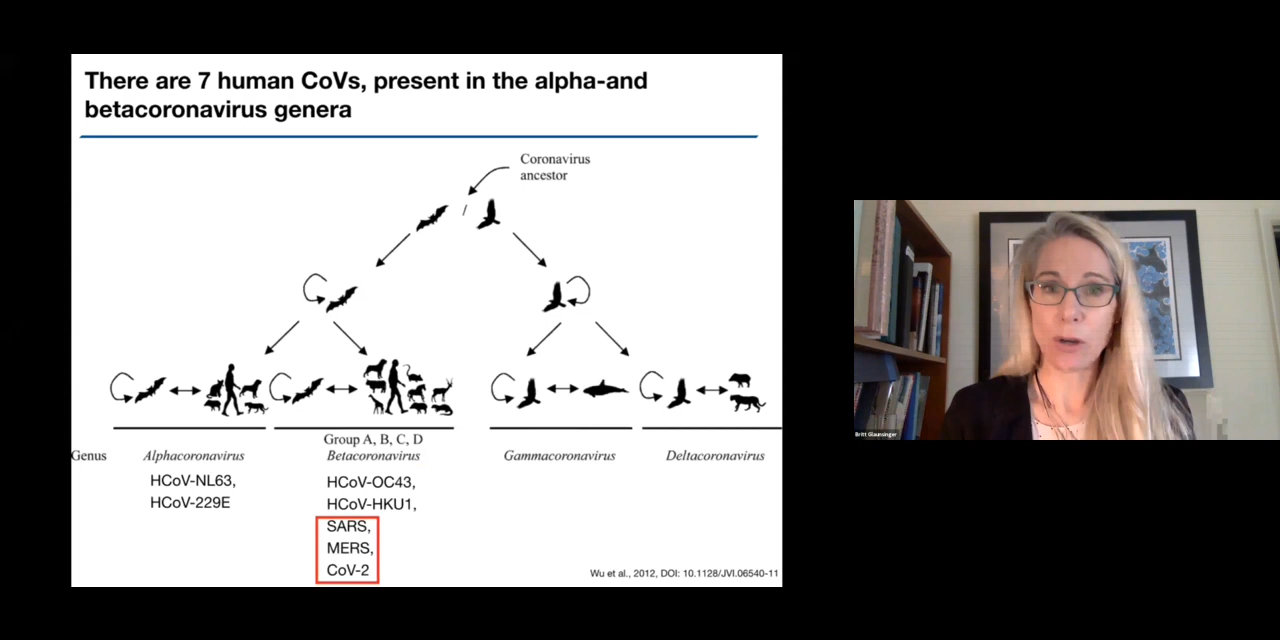 There are 7 human CoVs, present in the alpha-and
betacoronavirus genera
Coronavirus
ancestor
/
Group A, B, C, D
Genus Alphacoronavirus Betacoronavirus Gammacoronavirus Deltacoronavirus
HCoV-NL63,
HCoV-229E
HCoV-OC43,
HCoV-HKU1,
SARS,
MERS,
CoV-2
Wu et al., 2012, DOI: 10.1128/JVI.06540-11
Britt Glaunsinger